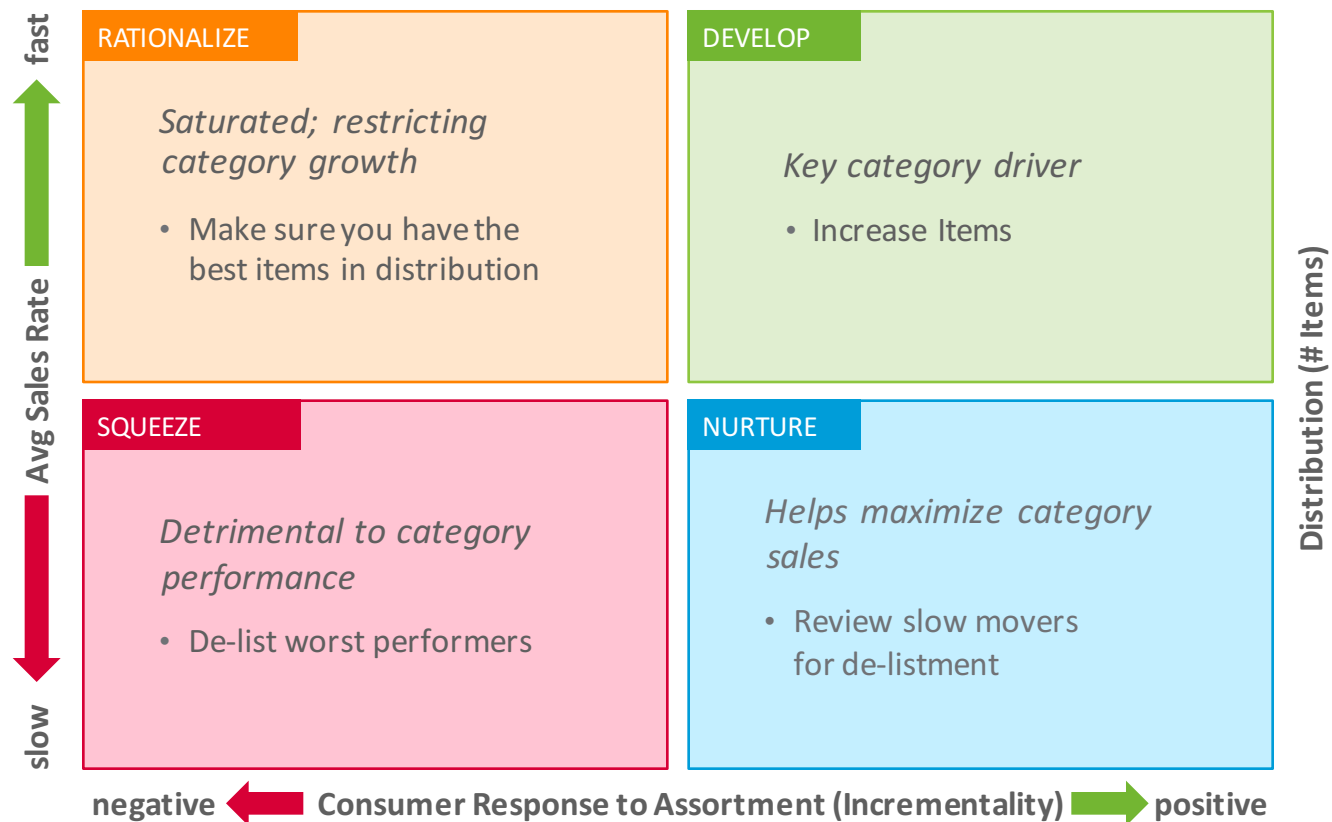 fast
RATIONALIZE
Saturated; restricting
category growth
• Make sure you have the
best items in distribution
DEVELOP
Key category driver
• Increase Items
Avg Sales Rate
Distribution (# Items)
SQUEEZE
Detrimental to category
performance
• De-list worst performers
NURTURE
Helps maximize category
sales
• Review slow movers
for de-listment
slow
negative
Consumer Response to Assortment (Incrementality)
positive